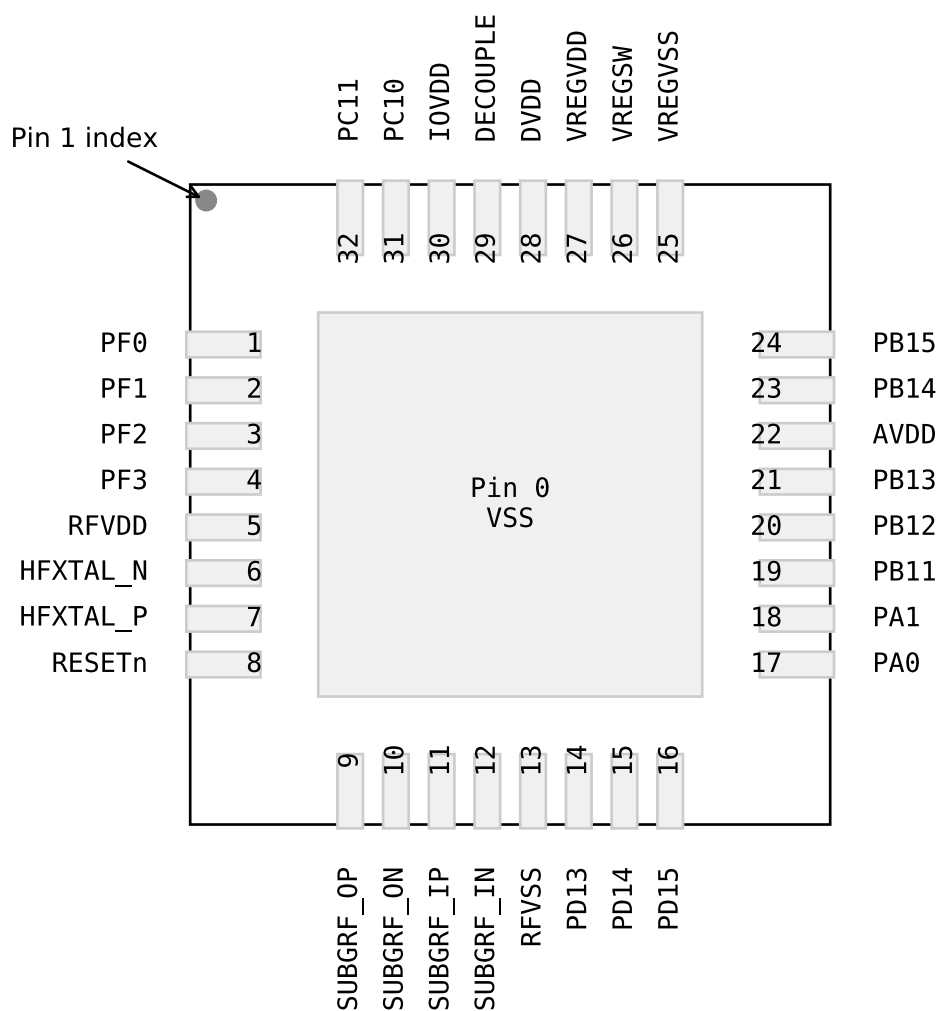 PC11
PC10
IOVDD
DECOUPLE
DVDD
VREGVDD
VREGSW
VREGVSS
Pin 1 index
32
31
30
29
28
27
26
25
PF0 1
PF1 2
PF2 3
PF3 4
RFVDD 5
HFXTAL_N 6
HFXTAL_P 7
RESETn 8
Pin 0
VSS
24 PB15
23 PB14
22 AVDD
21 PB13
20 PB12
19 PB11
18 PA1
17 PA0
9
10
11
12
13
14
15
16
SUBGRF_OP
SUBGRF_ON
SUBGRF_IP
SUBGRF_IN
RFVSS
PD13
PD14
PD15